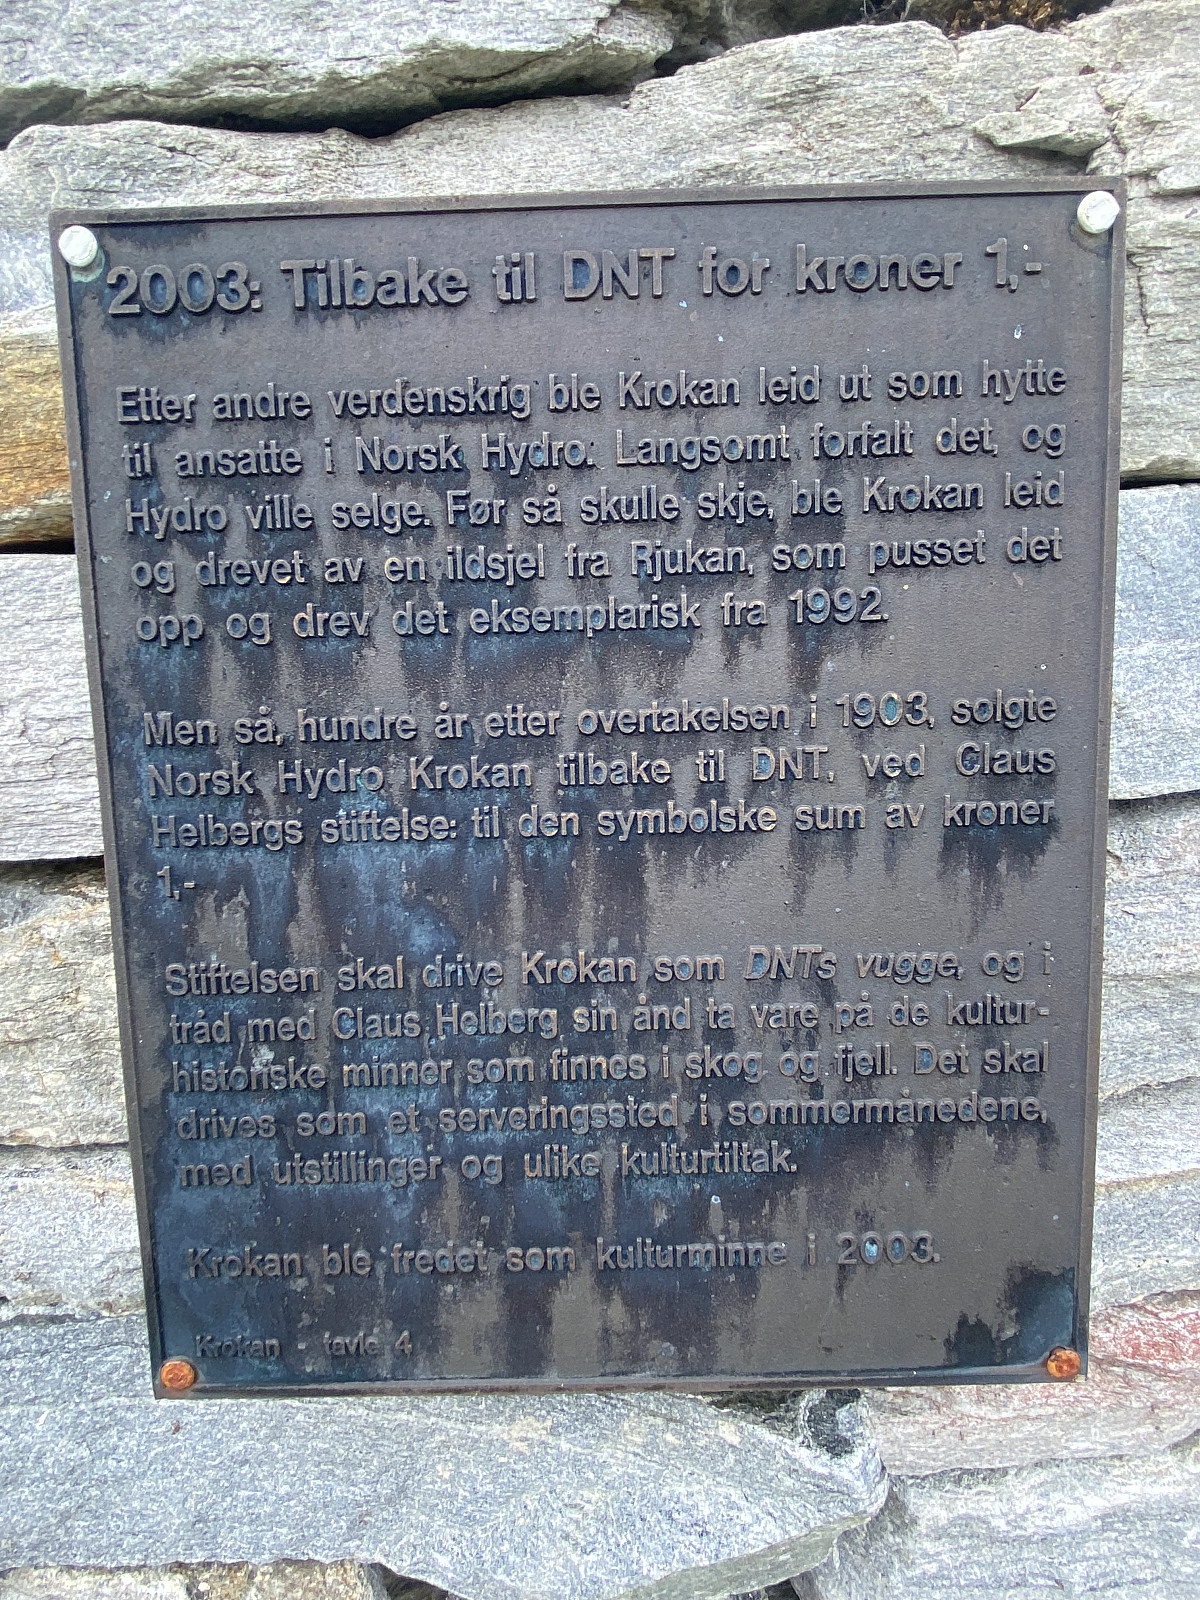 2003: Tilbake til DNT for kroner 1,-
Etter andre verdenskrig ble Krokan leid ut som hytte
til ansatte i Norsk Hydro. Langsomt forfalt det, og
Hydro ville selge. Før så skulle skje, ble Krokan leid
og drevet av en ildsjel fra Rjukan, som pusset det
opp og drev det eksemplarisk fra 1992.
Men så, hundre år etter overtakelsen i 1903, solgte
Norsk Hydro Krokan tilbake til DNT, ved Claus
Helbergs stiftelse: til den symbolske sum av kroner
1,-
Stiftelsen skal drive Krokan som DNTs vugge, og i
tråd med Claus Helberg sin ånd ta vare på de kultur-
historiske minner som finnes i skog og fjell. Det skal
drives som et serveringssted i sommermånedene,
med utstillinger og ulike kulturtiltak.
Krokan ble fredet som kulturminne i 2003.
Krokan - tavle 4